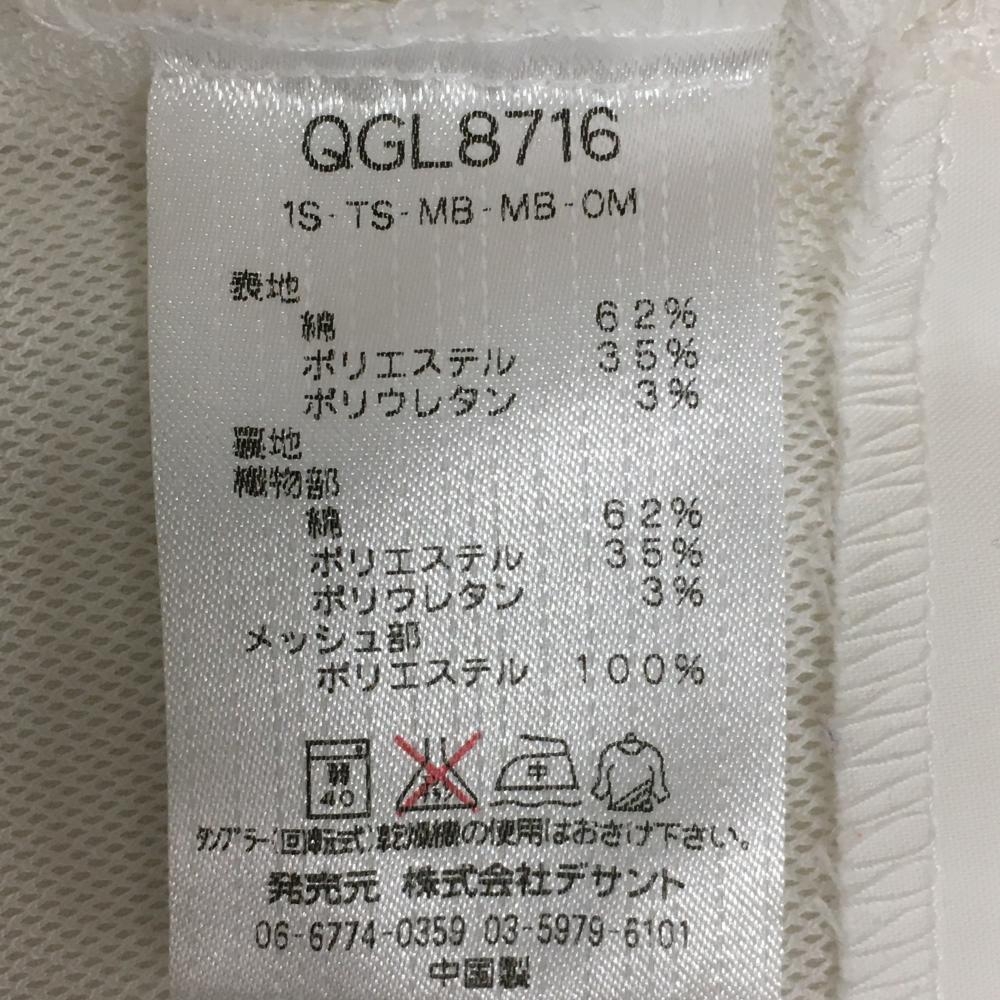 QGL8716
1S-TS-MB-MB-OM
表地
綿 62%
ポリエステル 35%
ポリウレタン 3%
裏地
織物部
綿 62%
ポリエステル 35%
ポリウレタン 3%
メッシュ部
ポリエステル 100%
弱 中
40
タンブラー(回転式)乾燥機の使用はおさけ下さい。
発売元 株式会社デサント
06-6774-0359 03-5979-6101
中国製